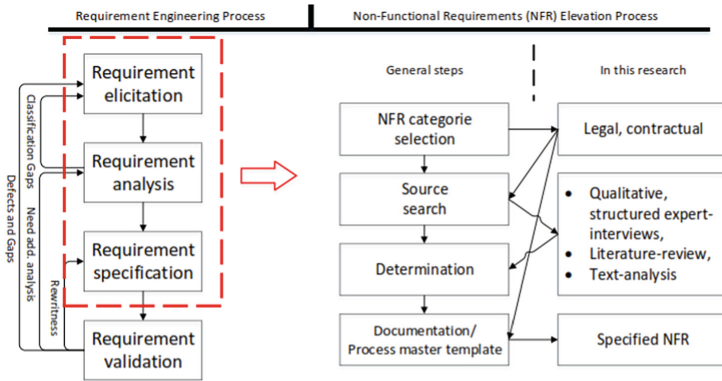 Requirement Engineering Process
Non-Functional Requirements (NFR) Elevation Process
Requirement
elicitation
Requirement
analysis
Requirement
specification
Requirement
validation
Defects and Gaps
Classification Gaps
Need add. analysis
Rewritness
General steps
In this research
NFR categorie
selection
Legal, contractual
Source
search
• Qualitative,
structured expert-
interviews,
• Literature-review,
• Text-analysis
Determination
Documentation/
Process master template
Specified NFR